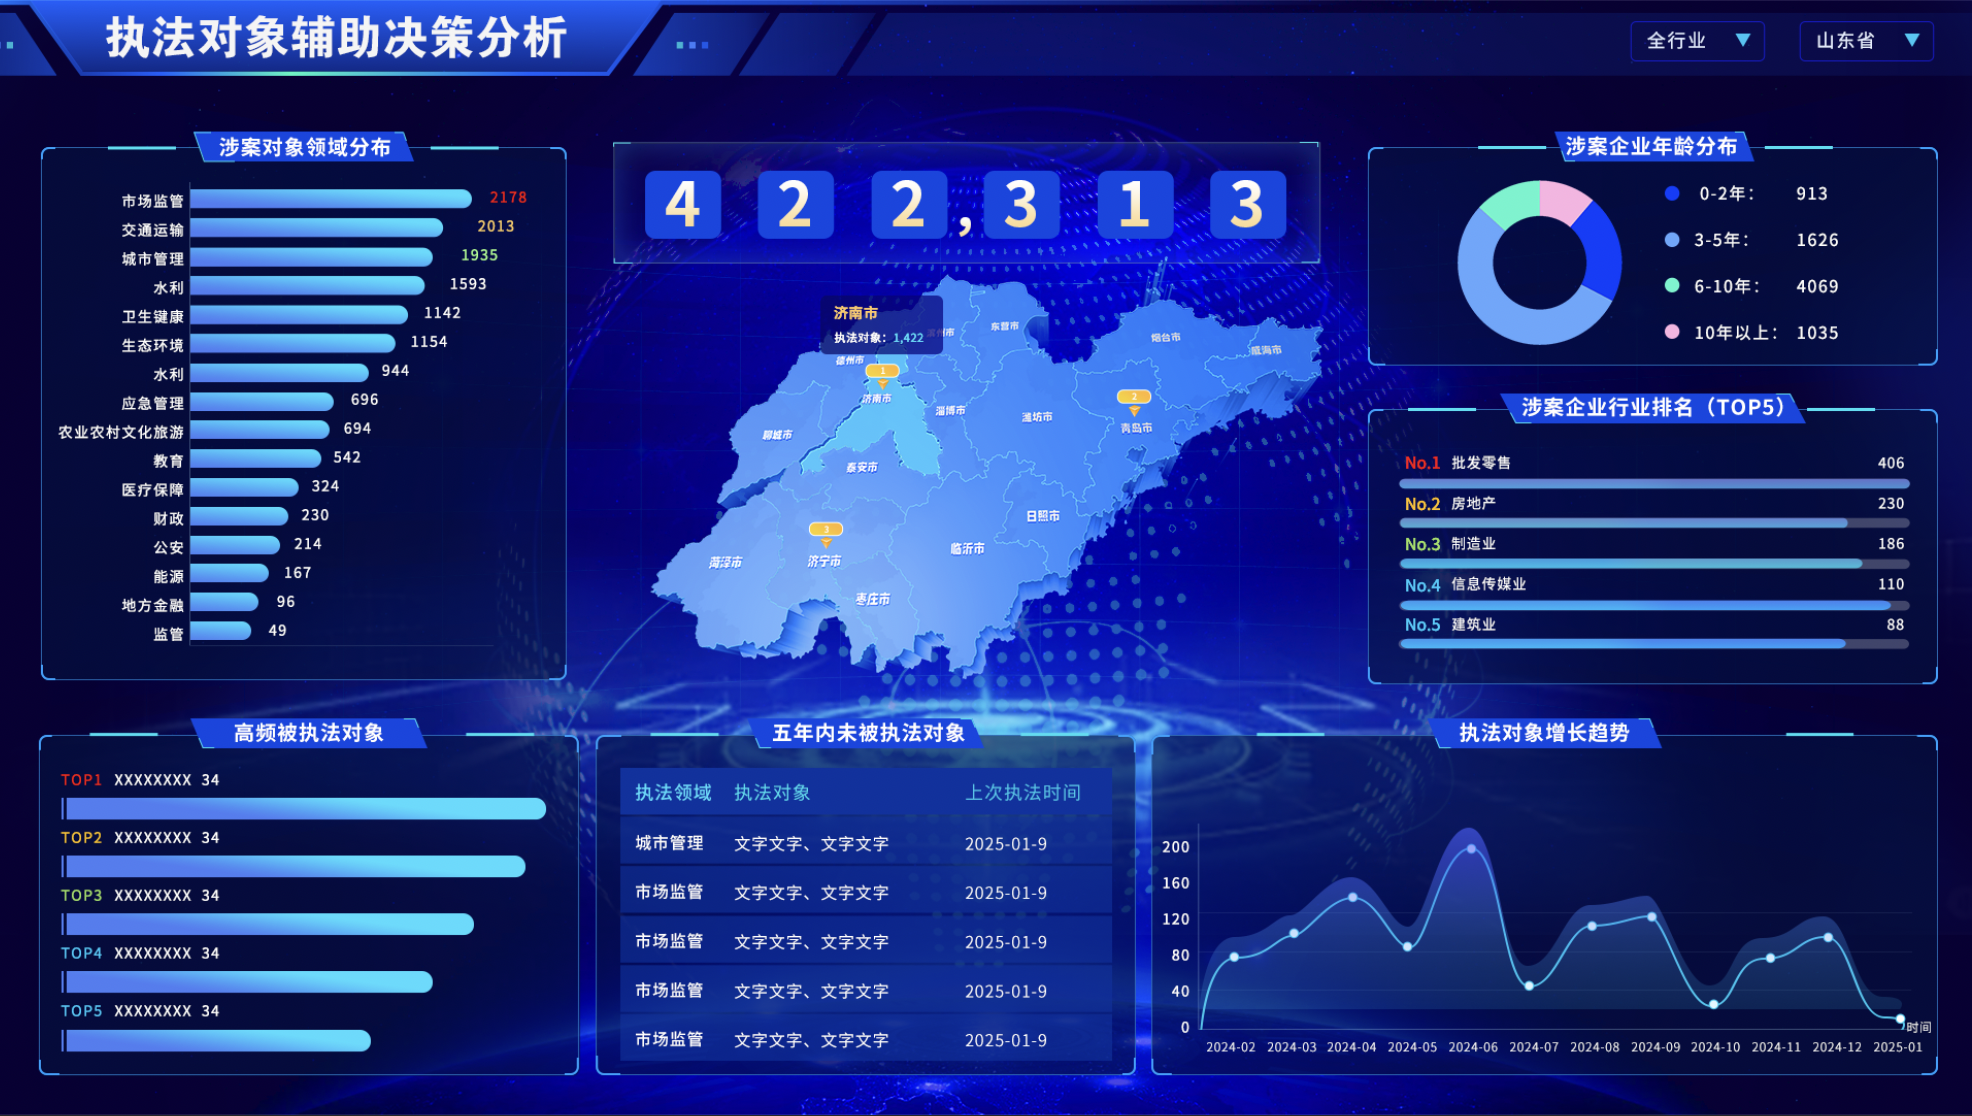 执法对象辅助决策分析
全行业
山东省
涉案对象领域分布
市场监管 2178
交通运输 2013
城市管理 1935
水利 1593
卫生健康 1142
生态环境 1154
水利 944
应急管理 696
农业农村文化旅游 694
教育 542
医疗保障 324
财政 230
公安 214
能源 167
地方金融 96
监管 49
422,313
济南市
执法对象：1,422
滨州市
东营市
烟台市
威海市
德州市
1
济南市
淄博市
潍坊市
2
青岛市
聊城市
泰安市
日照市
3
济宁市
临沂市
菏泽市
枣庄市
涉案企业年龄分布
0-2年： 913
3-5年： 1626
6-10年： 4069
10年以上： 1035
涉案企业行业排名（TOP5）
No.1 批发零售 406
No.2 房地产 230
No.3 制造业 186
No.4 信息传媒业 110
No.5 建筑业 88
高频被执法对象
TOP1 XXXXXXXX 34
TOP2 XXXXXXXX 34
TOP3 XXXXXXXX 34
TOP4 XXXXXXXX 34
TOP5 XXXXXXXX 34
五年内未被执法对象
执法领域 执法对象 上次执法时间
城市管理 文字文字、文字文字 2025-01-9
市场监管 文字文字、文字文字 2025-01-9
市场监管 文字文字、文字文字 2025-01-9
市场监管 文字文字、文字文字 2025-01-9
市场监管 文字文字、文字文字 2025-01-9
执法对象增长趋势
200
160
120
80
40
0
时间
2024-02 2024-03 2024-04 2024-05 2024-06 2024-07 2024-08 2024-09 2024-10 2024-11 2024-12 2025-01